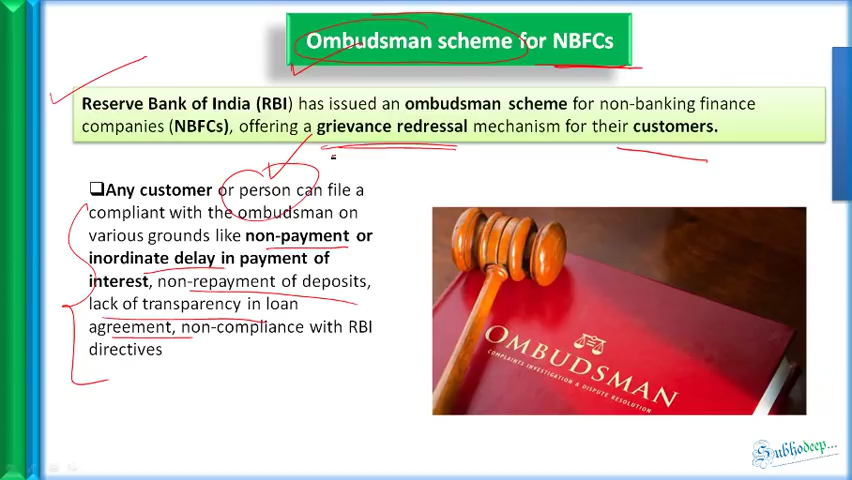 Ombudsman scheme for NBFCs
Reserve Bank of India (RBI) has issued an ombudsman scheme for non-banking finance
companies (NBFCs), offering a grievance redressal mechanism for their customers.
❑Any customer or person can file a
compliant with the ombudsman on
various grounds like non-payment or
inordinate delay in payment of
interest, non-repayment of deposits,
lack of transparency in loan
agreement, non-compliance with RBI
directives
OMBUDSMAN
COMPLAINTS INVESTIGATION & DISPUTE RESOLUTION
Subhodeep...